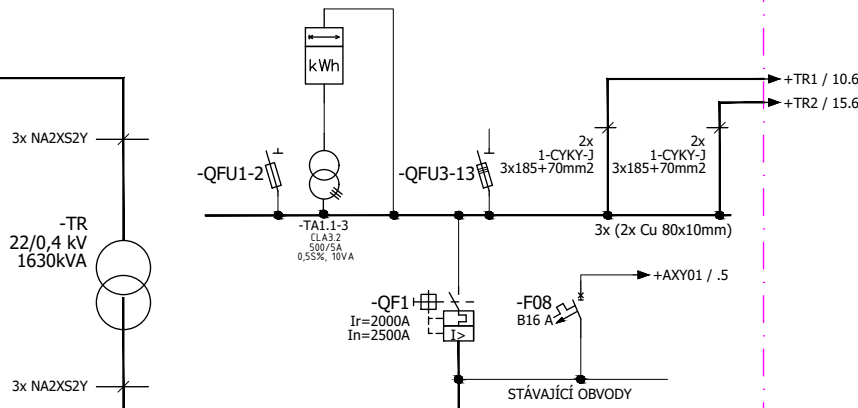 kWh
+TR1 / 10.6
+TR2 / 15.6
3x NA2XS2Y
2x
1-CYKY-J
3x185+70mm2
2x
1-CYKY-J
3x185+70mm2
-QFU1-2
-QFU3-13
-TR
22/0,4 kV
1630kVA
-TA1.1-3
CLA3.2
500/5A
0,5S%, 10VA
3x (2x Cu 80x10mm)
+AXY01 / .5
-QF1
Ir=2000A
In=2500A
I>
-F08
B16 A
3x NA2XS2Y
STÁVAJÍCÍ OBVODY